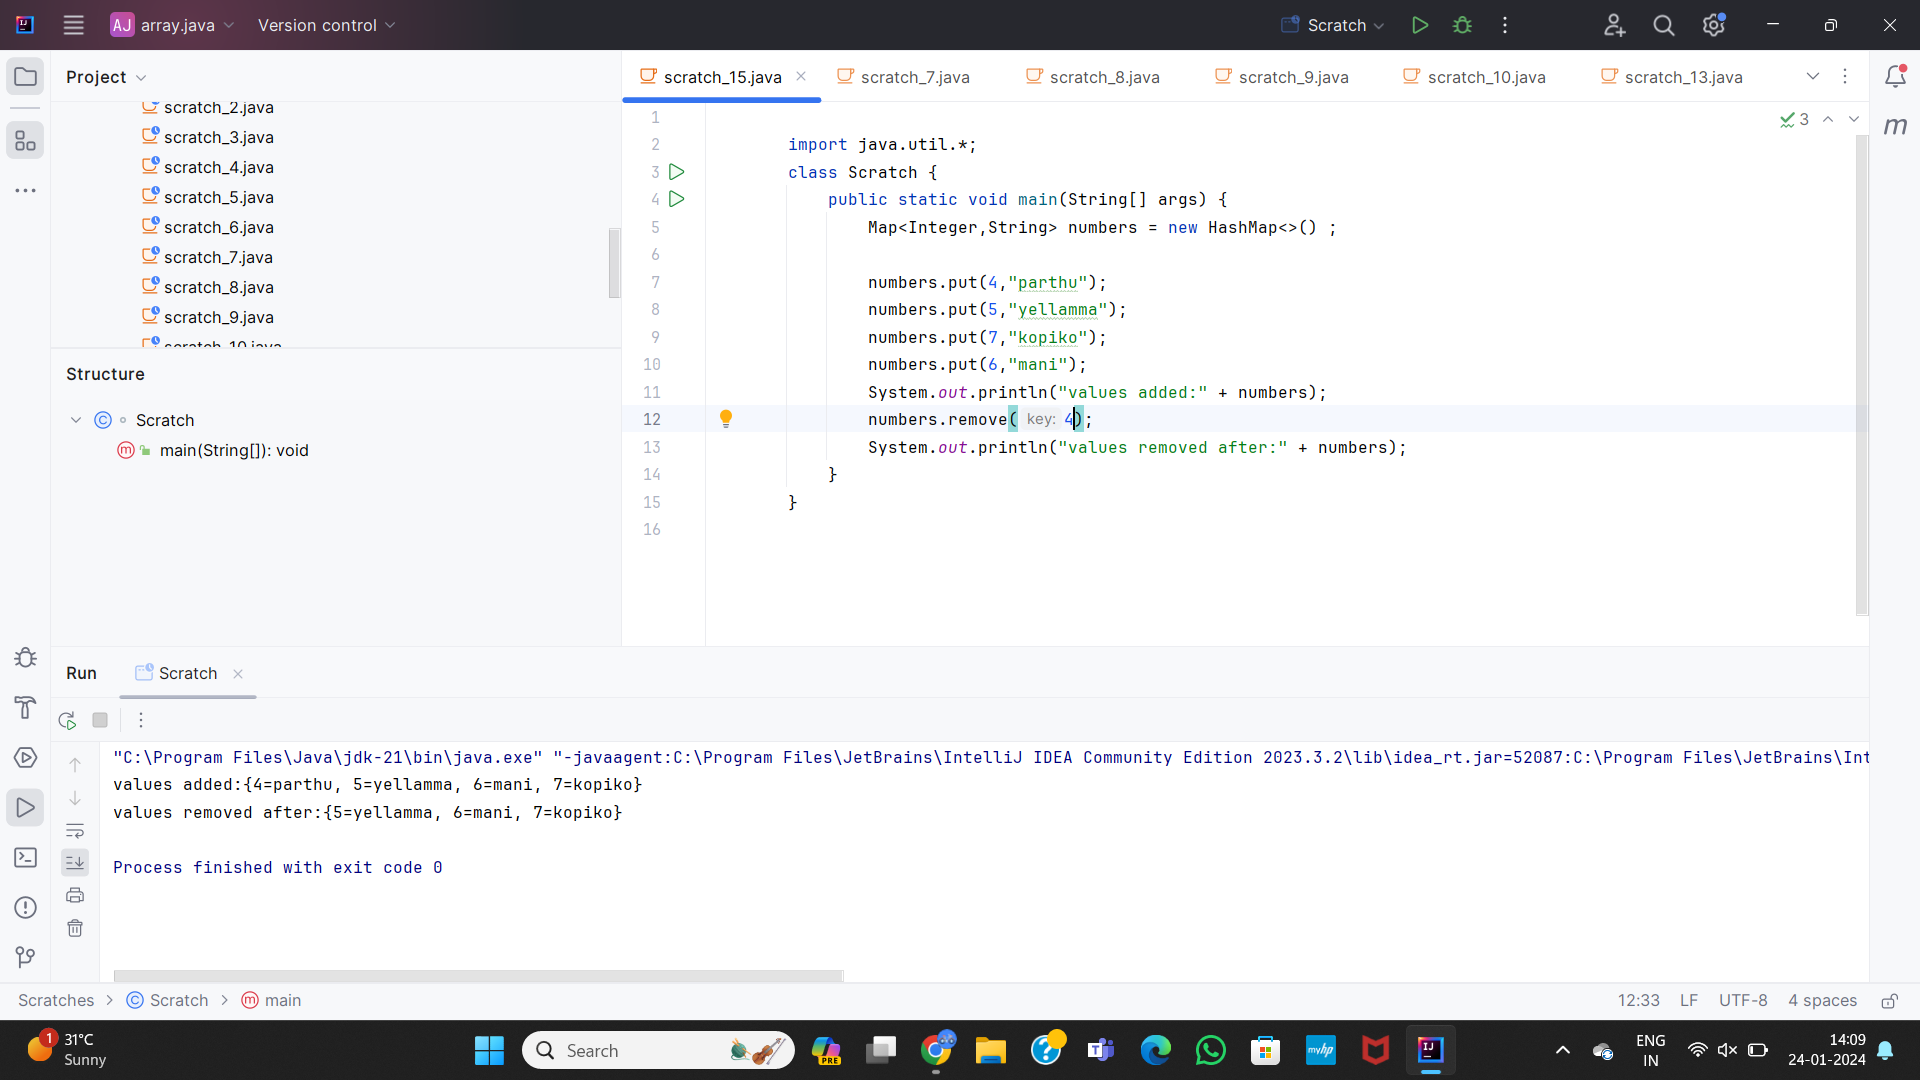 AJ array.java Version control Scratch
Project
scratch_15.java scratch_7.java scratch_8.java scratch_9.java scratch_10.java scratch_13.java
scratch_2.java
scratch_3.java
scratch_4.java
scratch_5.java
scratch_6.java
scratch_7.java
scratch_8.java
scratch_9.java
scratch_10.java
Structure
Scratch
main(String[]): void
3
1
2 import java.util.*;
3 class Scratch {
4 public static void main(String[] args) {
5 Map<Integer,String> numbers = new HashMap<>() ;
6
7 numbers.put(4,"parthu");
8 numbers.put(5,"yellamma");
9 numbers.put(7,"kopiko");
10 numbers.put(6,"mani");
11 System.out.println("values added:" + numbers);
12 numbers.remove( key: 4);
13 System.out.println("values removed after:" + numbers);
14 }
15 }
16
m
Run Scratch
"C:\Program Files\Java\jdk-21\bin\java.exe" "-javaagent:C:\Program Files\JetBrains\IntelliJ IDEA Community Edition 2023.3.2\lib\idea_rt.jar=52087:C:\Program Files\JetBrains\Int
values added:{4=parthu, 5=yellamma, 6=mani, 7=kopiko}
values removed after:{5=yellamma, 6=mani, 7=kopiko}
Process finished with exit code 0
Scratches > Scratch > main
12:33 LF UTF-8 4 spaces
1 31°C
Sunny
Search
PRE
myhp
ENG
IN
14:09
24-01-2024